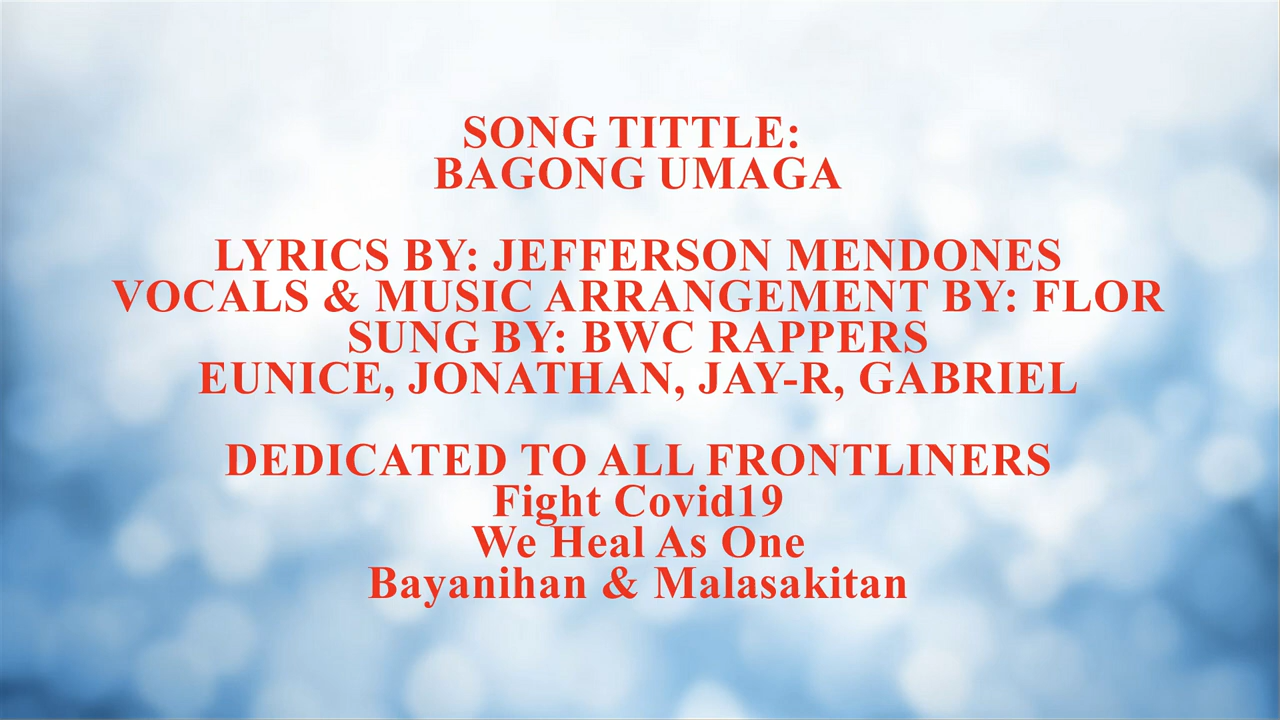 SONG TITTLE:
BAGONG UMAGA
LYRICS BY: JEFFERSON MENDONES
VOCALS & MUSIC ARRANGEMENT BY: FLOR
SUNG BY: BWC RAPPERS
EUNICE, JONATHAN, JAY-R, GABRIEL
DEDICATED TO ALL FRONTLINERS
Fight Covid19
We Heal As One
Bayanihan & Malasakitan